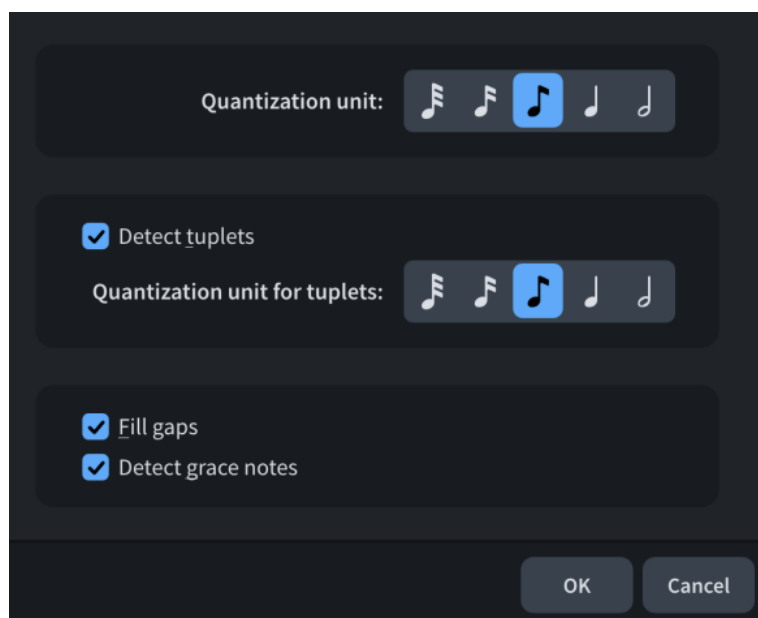 Quantization unit:
Detect tuplets
Quantization unit for tuplets:
Fill gaps
Detect grace notes
OK Cancel